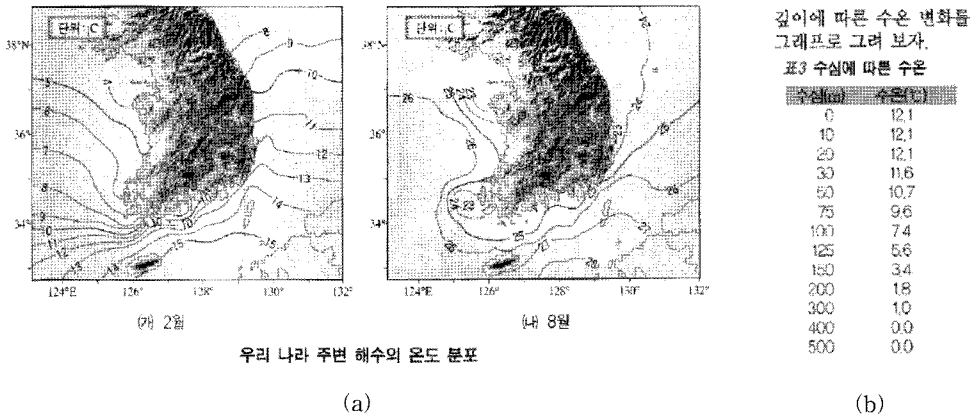 단위: C
38°N
36°
34°
124°E
126°
128°
130°
132°
(가) 2월
단위: C
38°N
36°
34°
124°E
126°
128°
130°
132°
(나) 8월
우리 나라 주변 해수의 온도 분포
(a)
깊이에 따른 수온 변화를
그래프로 그려 보자.
표3 수심에 따른 수온
수심(m) 수온(℃)
0 12.1
10 12.1
20 12.1
30 11.6
50 10.7
75 9.6
100 7.4
125 5.6
150 3.4
200 1.8
300 1.0
400 0.0
500 0.0
(b)